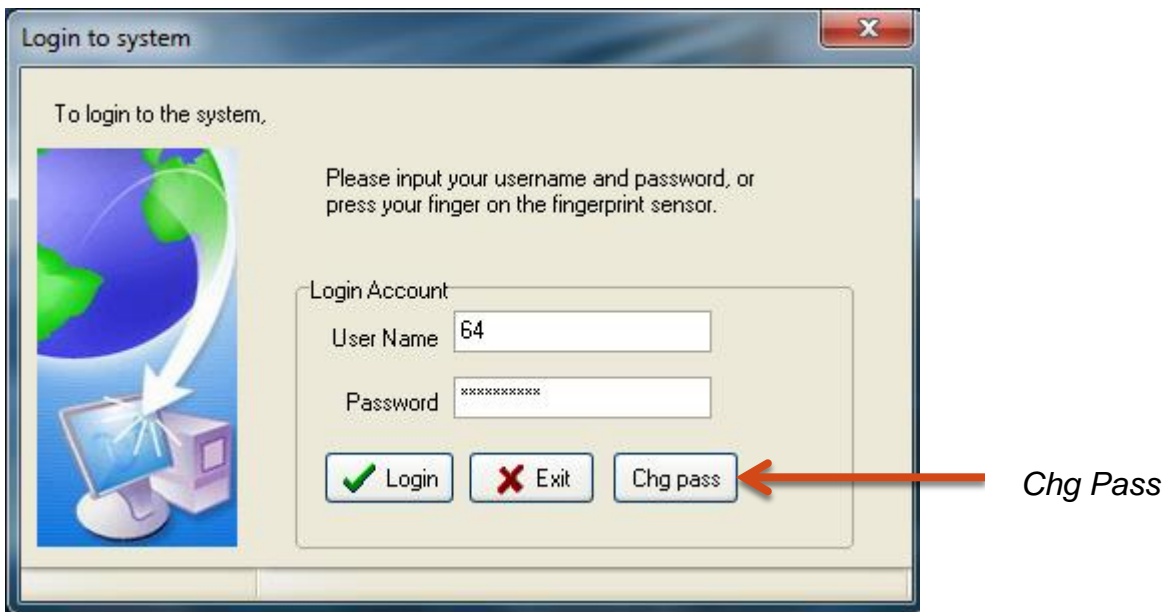 Login to system
x
To login to the system,
Please input your username and password, or
press your finger on the fingerprint sensor.
Login Account
User Name 64
Password **********
Login Exit Chg pass
Chg Pass